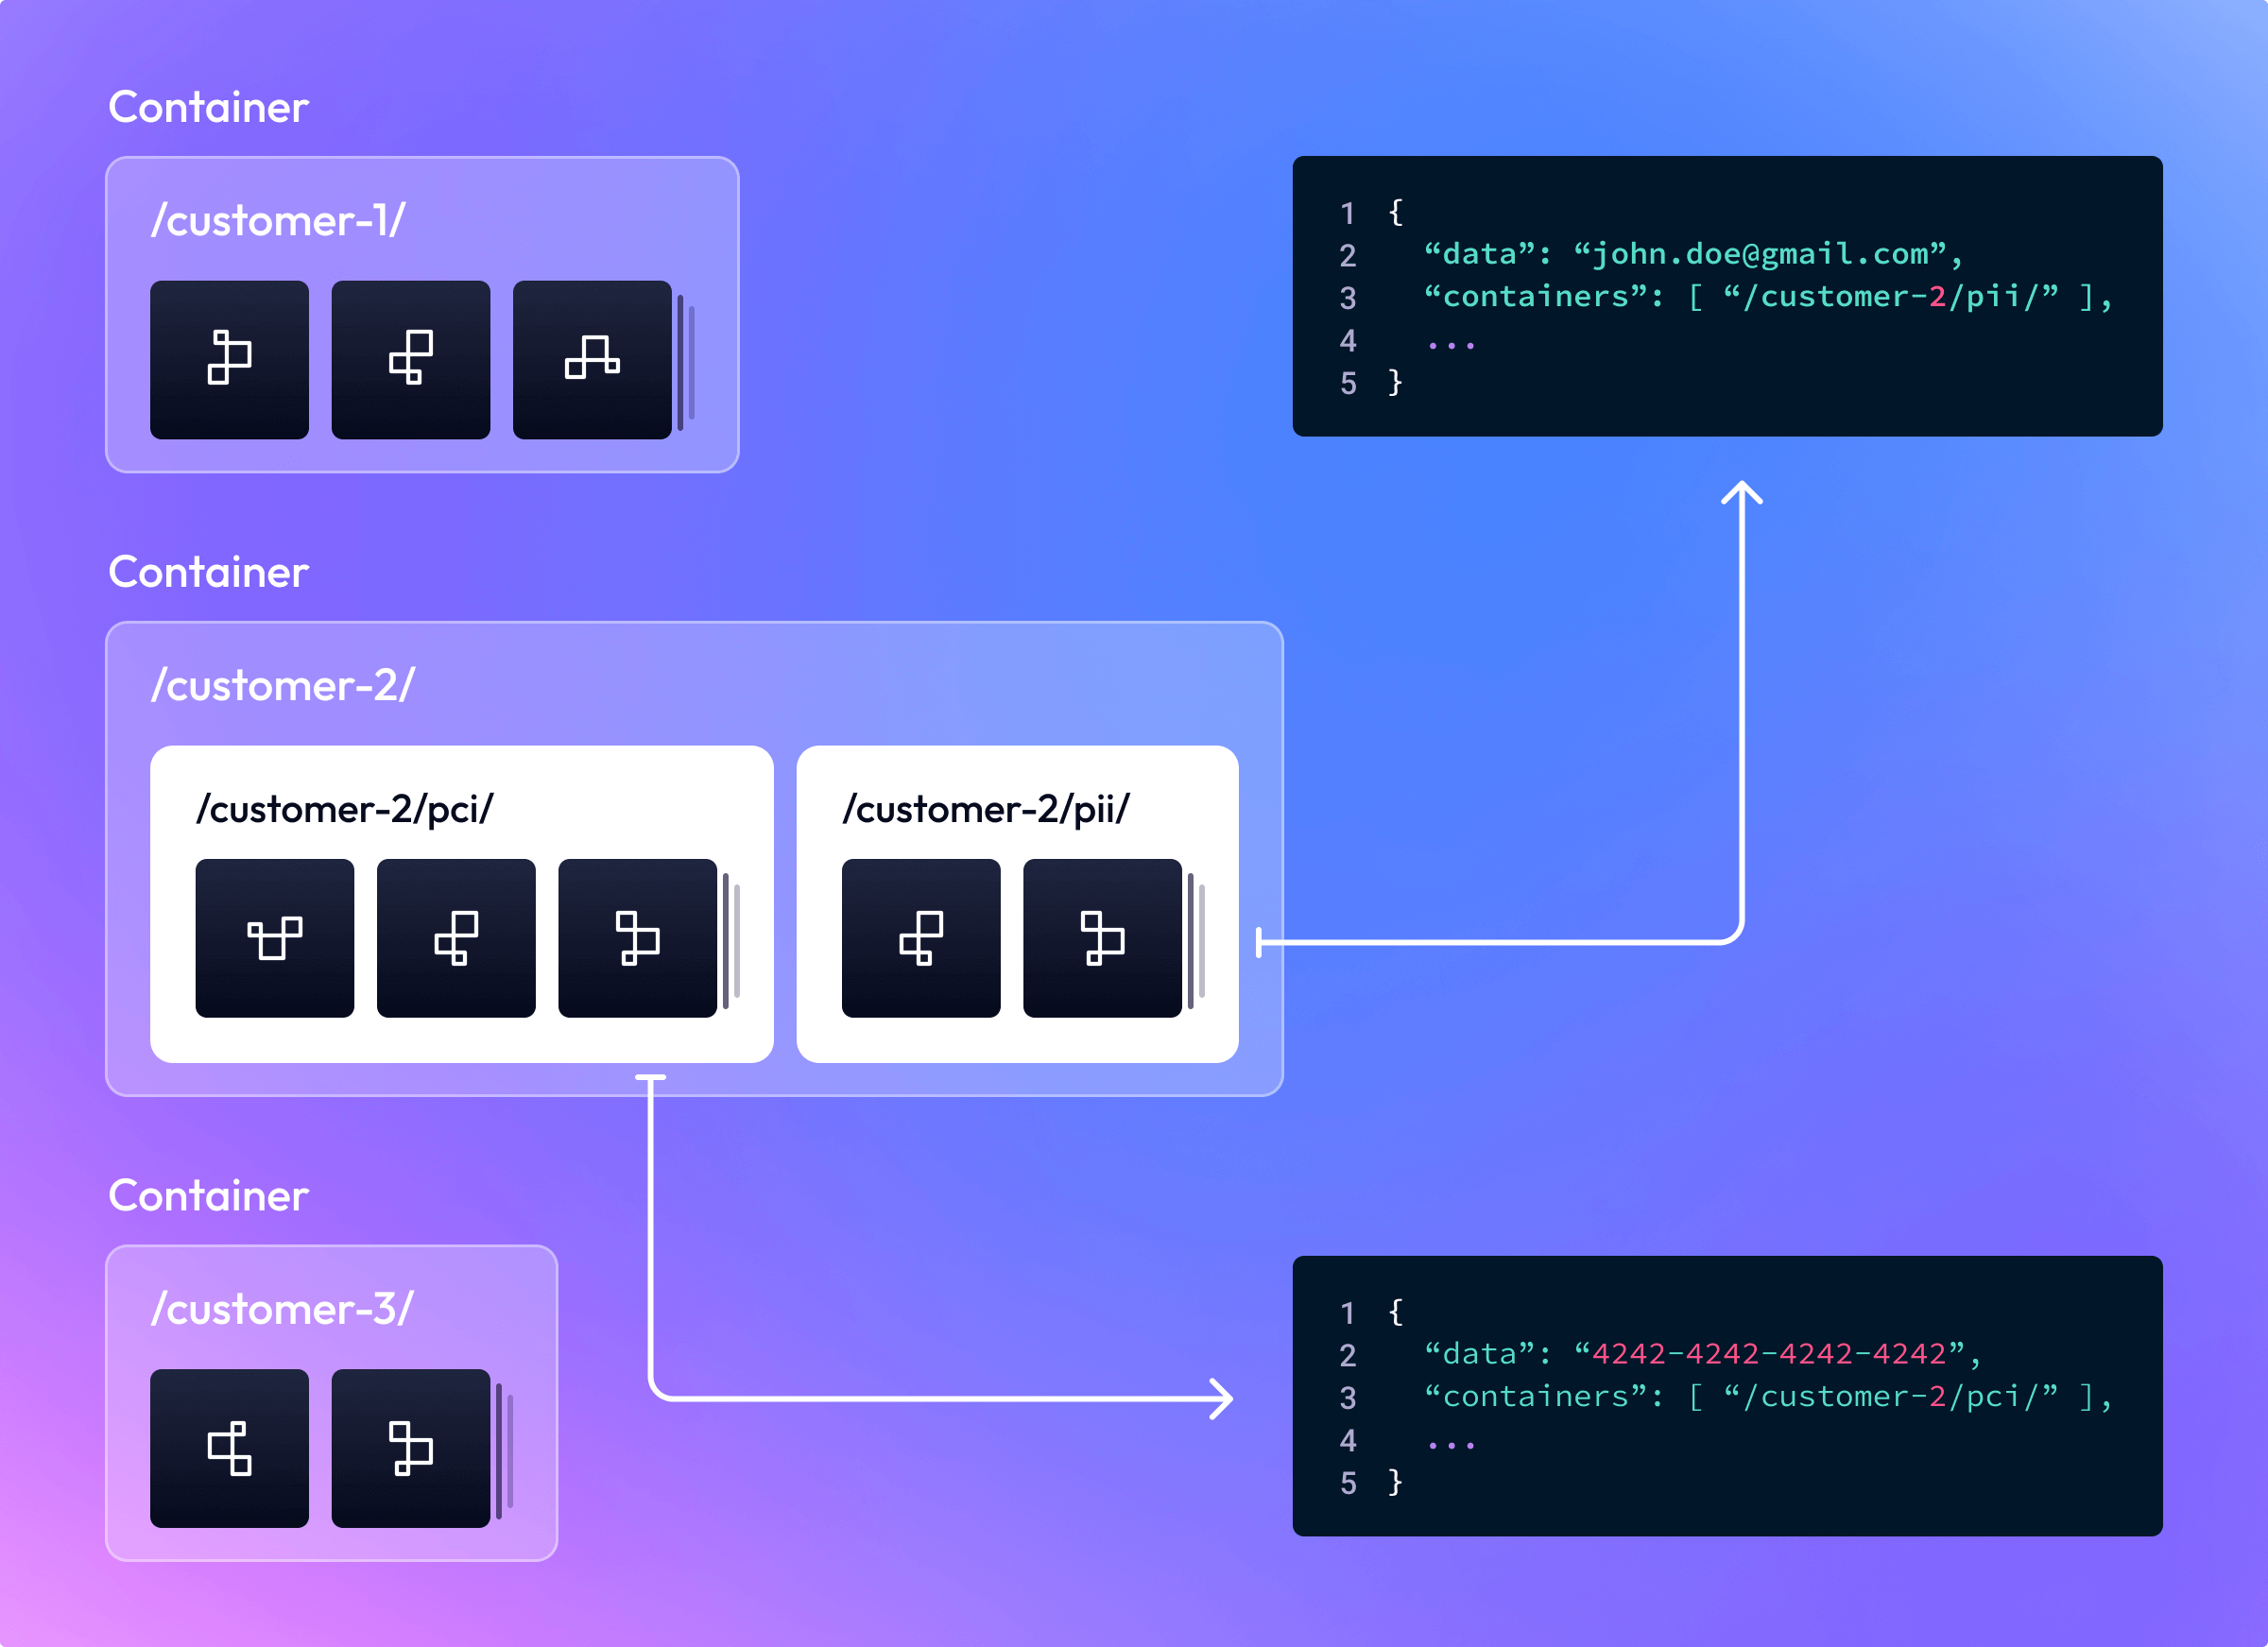 Container
/customer-1/
1 {
2 “data”: “john.doe@gmail.com”,
3 “containers”: [ “/customer-2/pii/” ],
4 ...
5 }
Container
/customer-2/
/customer-2/pci/
/customer-2/pii/
Container
/customer-3/
1 {
2 “data”: “4242-4242-4242-4242”,
3 “containers”: [ “/customer-2/pci/” ],
4 ...
5 }